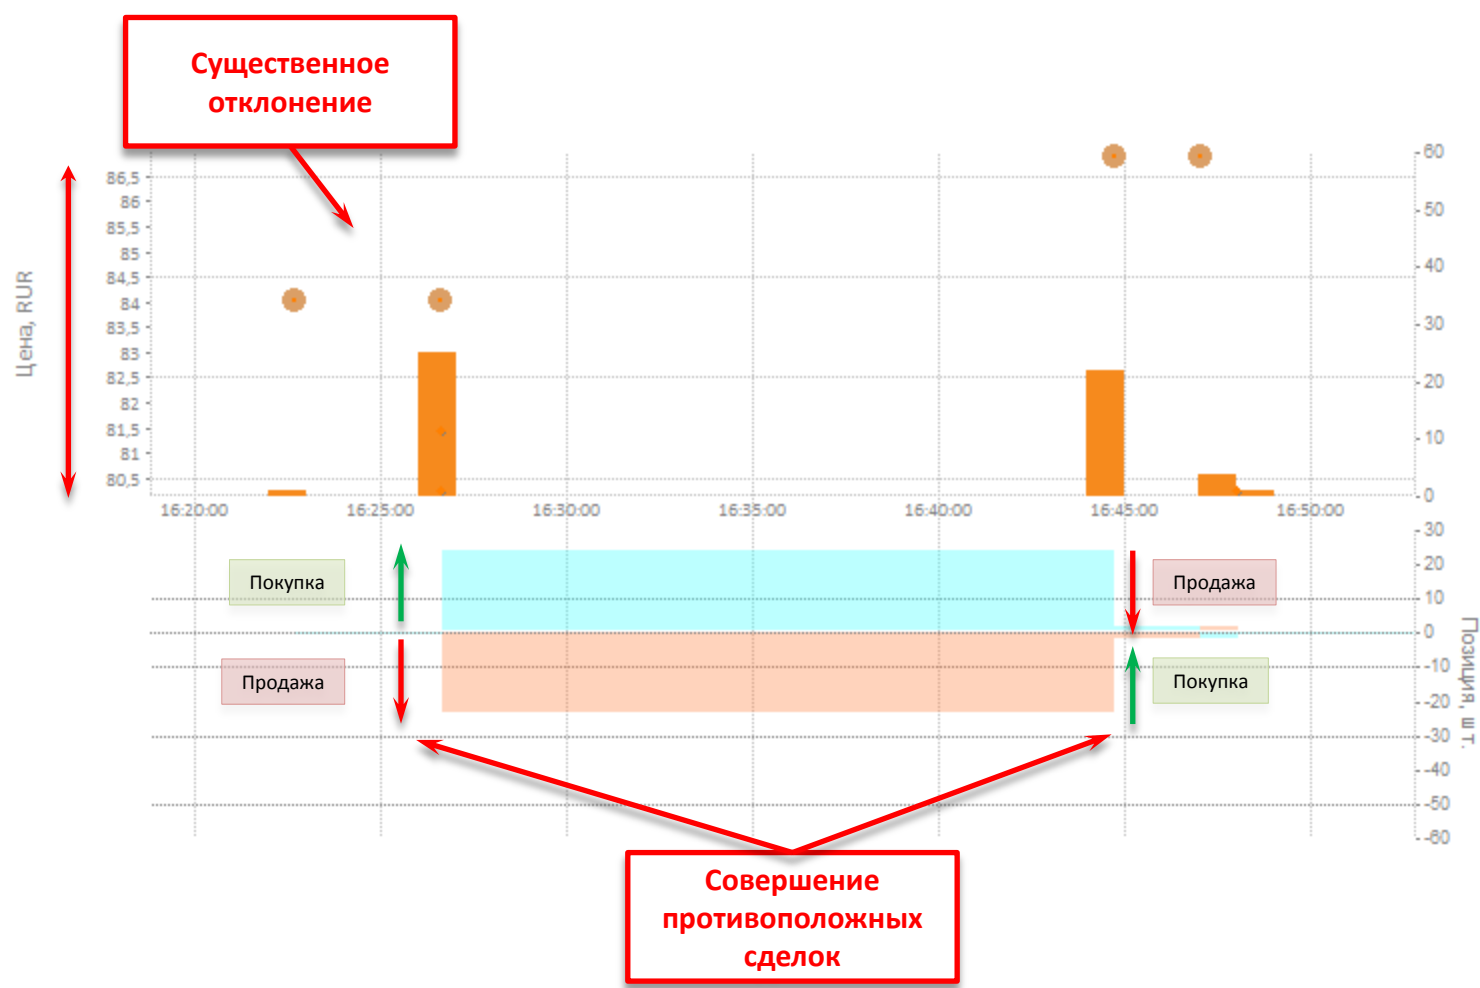 Существенное
отклонение
Цена, RUR
86,5
86
85,5
85
84,5
84
83,5
83
82,5
82
81,5
81
80,5
60
50
40
30
20
10
0
16:20:00 16:25:00 16:30:00 16:35:00 16:40:00 16:45:00 16:50:00
30
20
10
0
-10
-20
-30
-40
-50
-60
Позиция, шт.
Покупка
Продажа
Продажа
Покупка
Совершение
противоположных
сделок